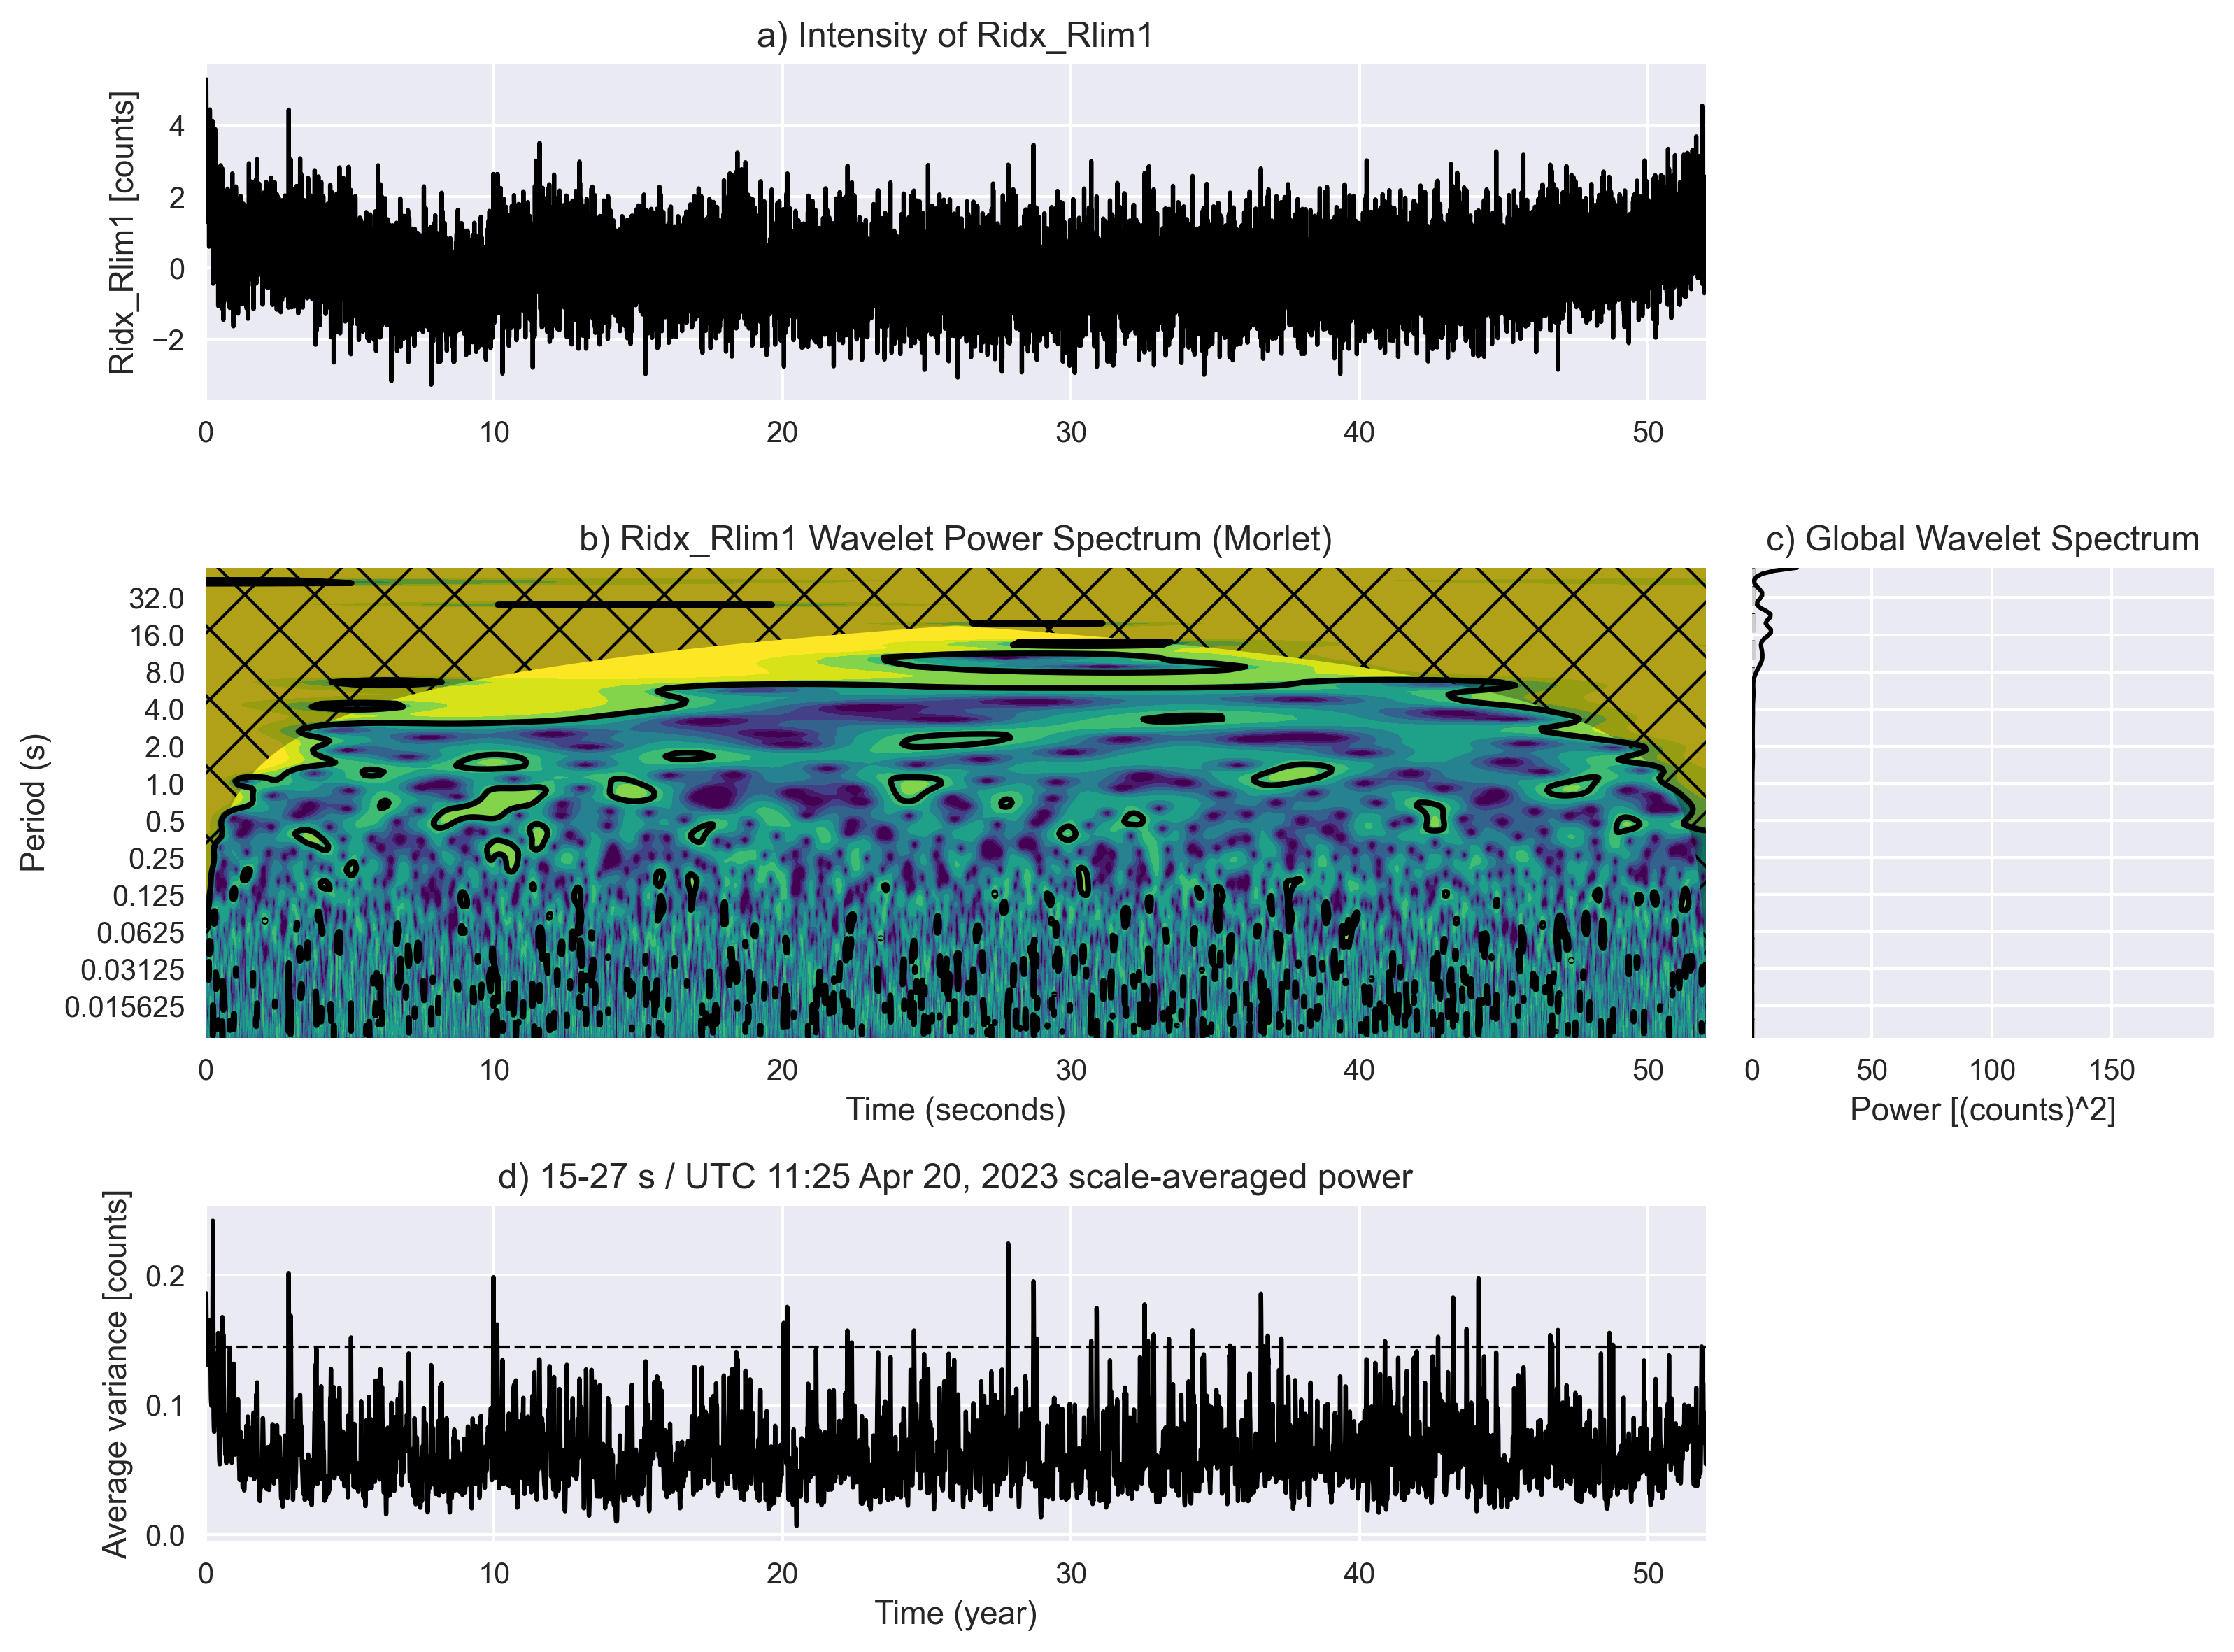 a) Intensity of Ridx_Rlim1
Ridx_Rlim1 [counts]
4
2
0
−2
0 10 20 30 40 50
b) Ridx_Rlim1 Wavelet Power Spectrum (Morlet)
Period (s)
32.0
16.0
8.0
4.0
2.0
1.0
0.5
0.25
0.125
0.0625
0.03125
0.015625
0 10 20 30 40 50
Time (seconds)
c) Global Wavelet Spectrum
0 50 100 150
Power [(counts)^2]
d) 15-27 s / UTC 11:25 Apr 20, 2023 scale-averaged power
Average variance [counts]
0.2
0.1
0.0
0 10 20 30 40 50
Time (year)